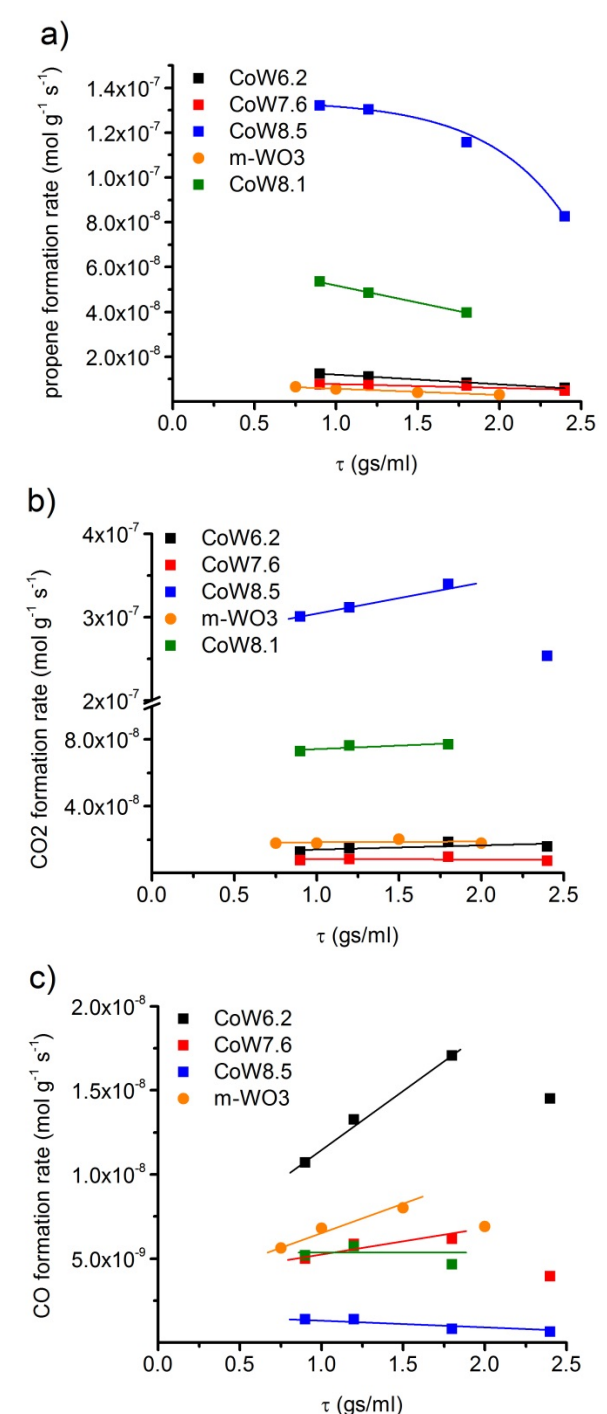 a)
propene formation rate (mol g⁻¹ s⁻¹)
CoW6.2
CoW7.6
CoW8.5
m-WO3
CoW8.1
1.4x10⁻⁷
1.2x10⁻⁷
1.0x10⁻⁷
8.0x10⁻⁸
6.0x10⁻⁸
4.0x10⁻⁸
2.0x10⁻⁸
0.0 0.5 1.0 1.5 2.0 2.5
τ (gs/ml)
b)
CO2 formation rate (mol g⁻¹ s⁻¹)
CoW6.2
CoW7.6
CoW8.5
m-WO3
CoW8.1
4x10⁻⁷
3x10⁻⁷
2x10⁻⁷
8.0x10⁻⁸
4.0x10⁻⁸
0.0 0.5 1.0 1.5 2.0 2.5
τ (gs/ml)
c)
CO formation rate (mol g⁻¹ s⁻¹)
CoW6.2
CoW7.6
CoW8.5
m-WO3
2.0x10⁻⁸
1.5x10⁻⁸
1.0x10⁻⁸
5.0x10⁻⁹
0.0 0.5 1.0 1.5 2.0 2.5
τ (gs/ml)